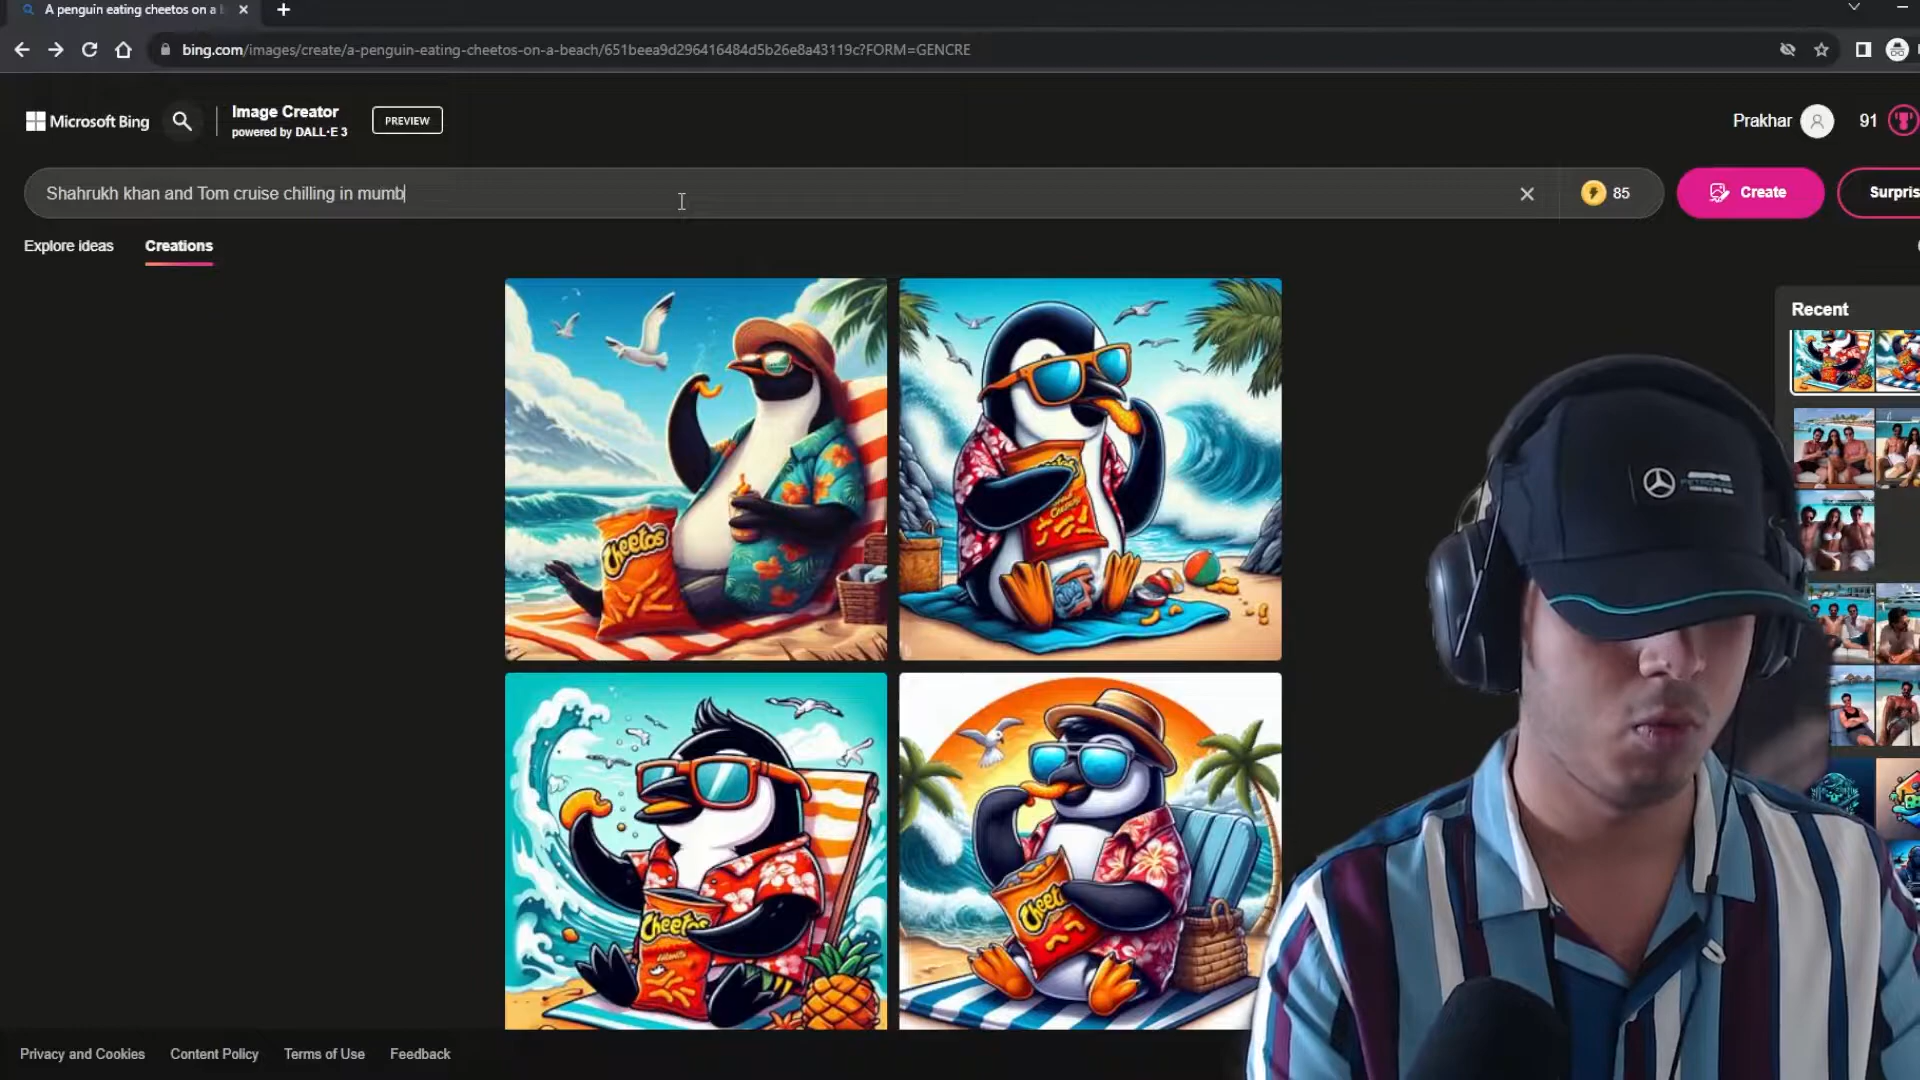 A penguin eating cheetos on a b
bing.com/images/create/a-penguin-eating-cheetos-on-a-beach/651beea9d296416484d5b26e8a43119c?FORM=GENCRE
Microsoft Bing
Image Creator
powered by DALL·E 3
PREVIEW
Prakhar
91
Shahrukh khan and Tom cruise chilling in mumb
85
Create
Surpris
Explore ideas
Creations
Recent
Cheetos
Cheetos
Cheetos
Privacy and Cookies
Content Policy
Terms of Use
Feedback